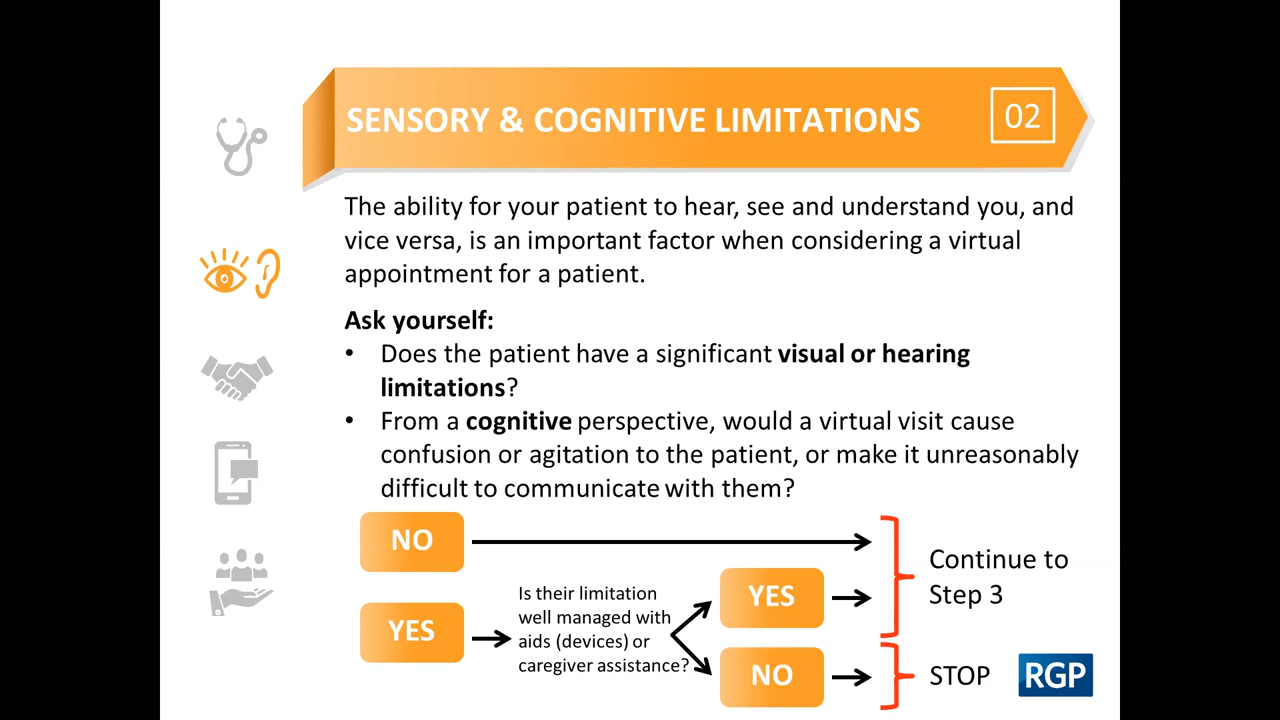 SENSORY & COGNITIVE LIMITATIONS
02
The ability for your patient to hear, see and understand you, and
vice versa, is an important factor when considering a virtual
appointment for a patient.
Ask yourself:
• Does the patient have a significant visual or hearing
limitations?
• From a cognitive perspective, would a virtual visit cause
confusion or agitation to the patient, or make it unreasonably
difficult to communicate with them?
NO
YES
Is their limitation
well managed with
aids (devices) or
caregiver assistance?
YES
NO
Continue to
Step 3
STOP
RGP